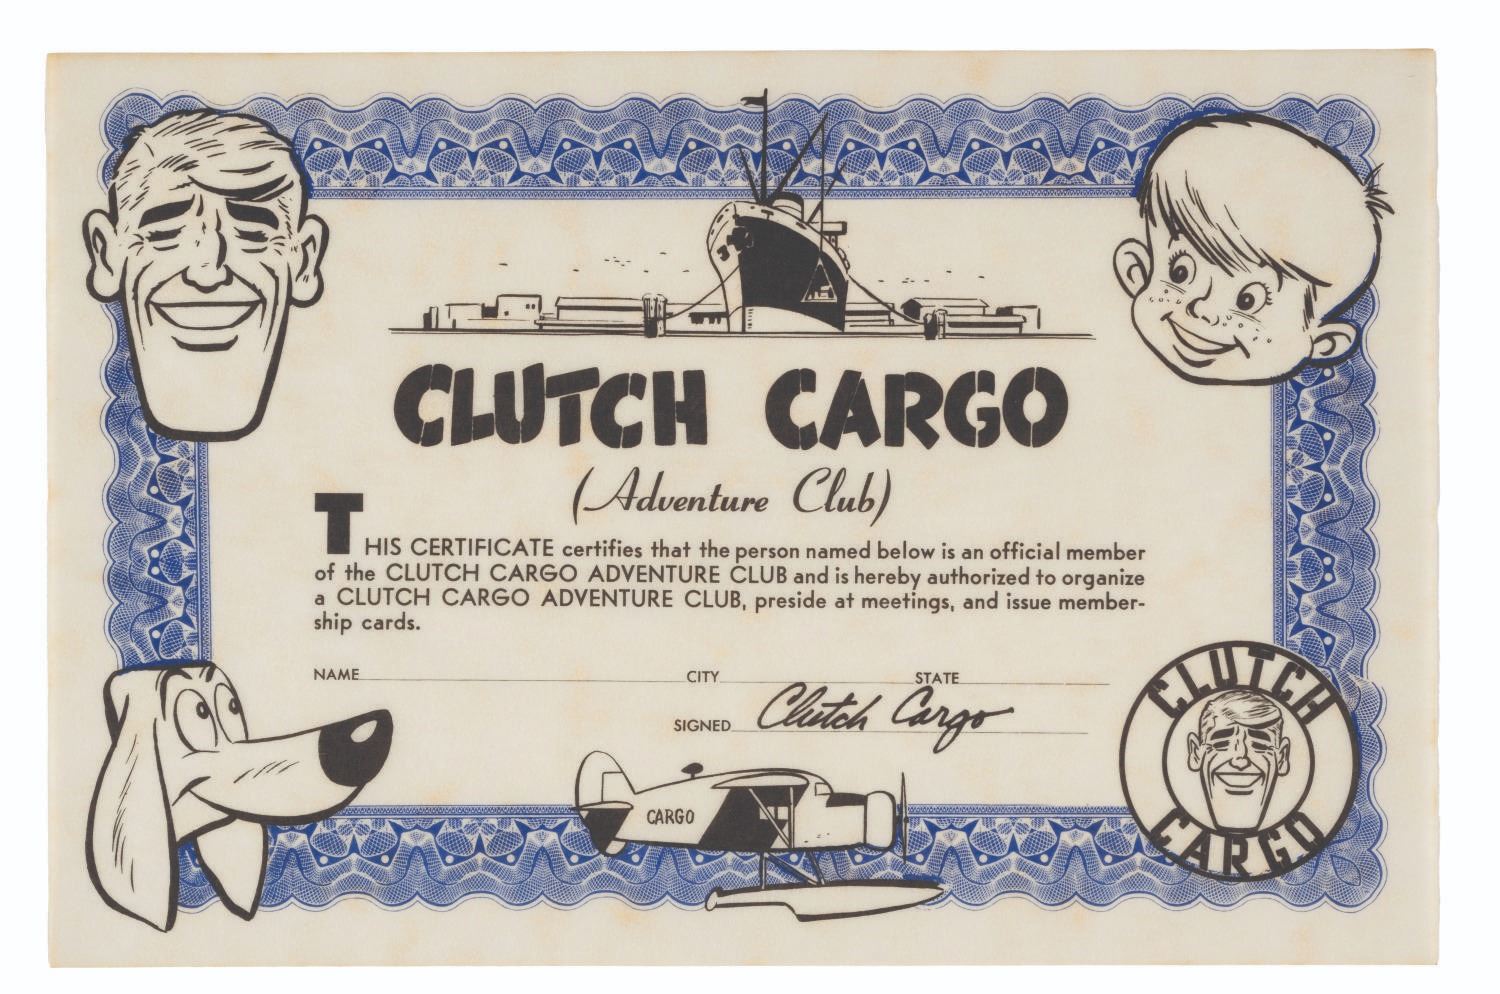 CLUTCH CARGO
(Adventure Club)
THIS CERTIFICATE certifies that the person named below is an official member
of the CLUTCH CARGO ADVENTURE CLUB and is hereby authorized to organize
a CLUTCH CARGO ADVENTURE CLUB, preside at meetings, and issue member-
ship cards.
NAME CITY STATE
SIGNED Clutch Cargo
CARGO
CLUTCH
CARGO